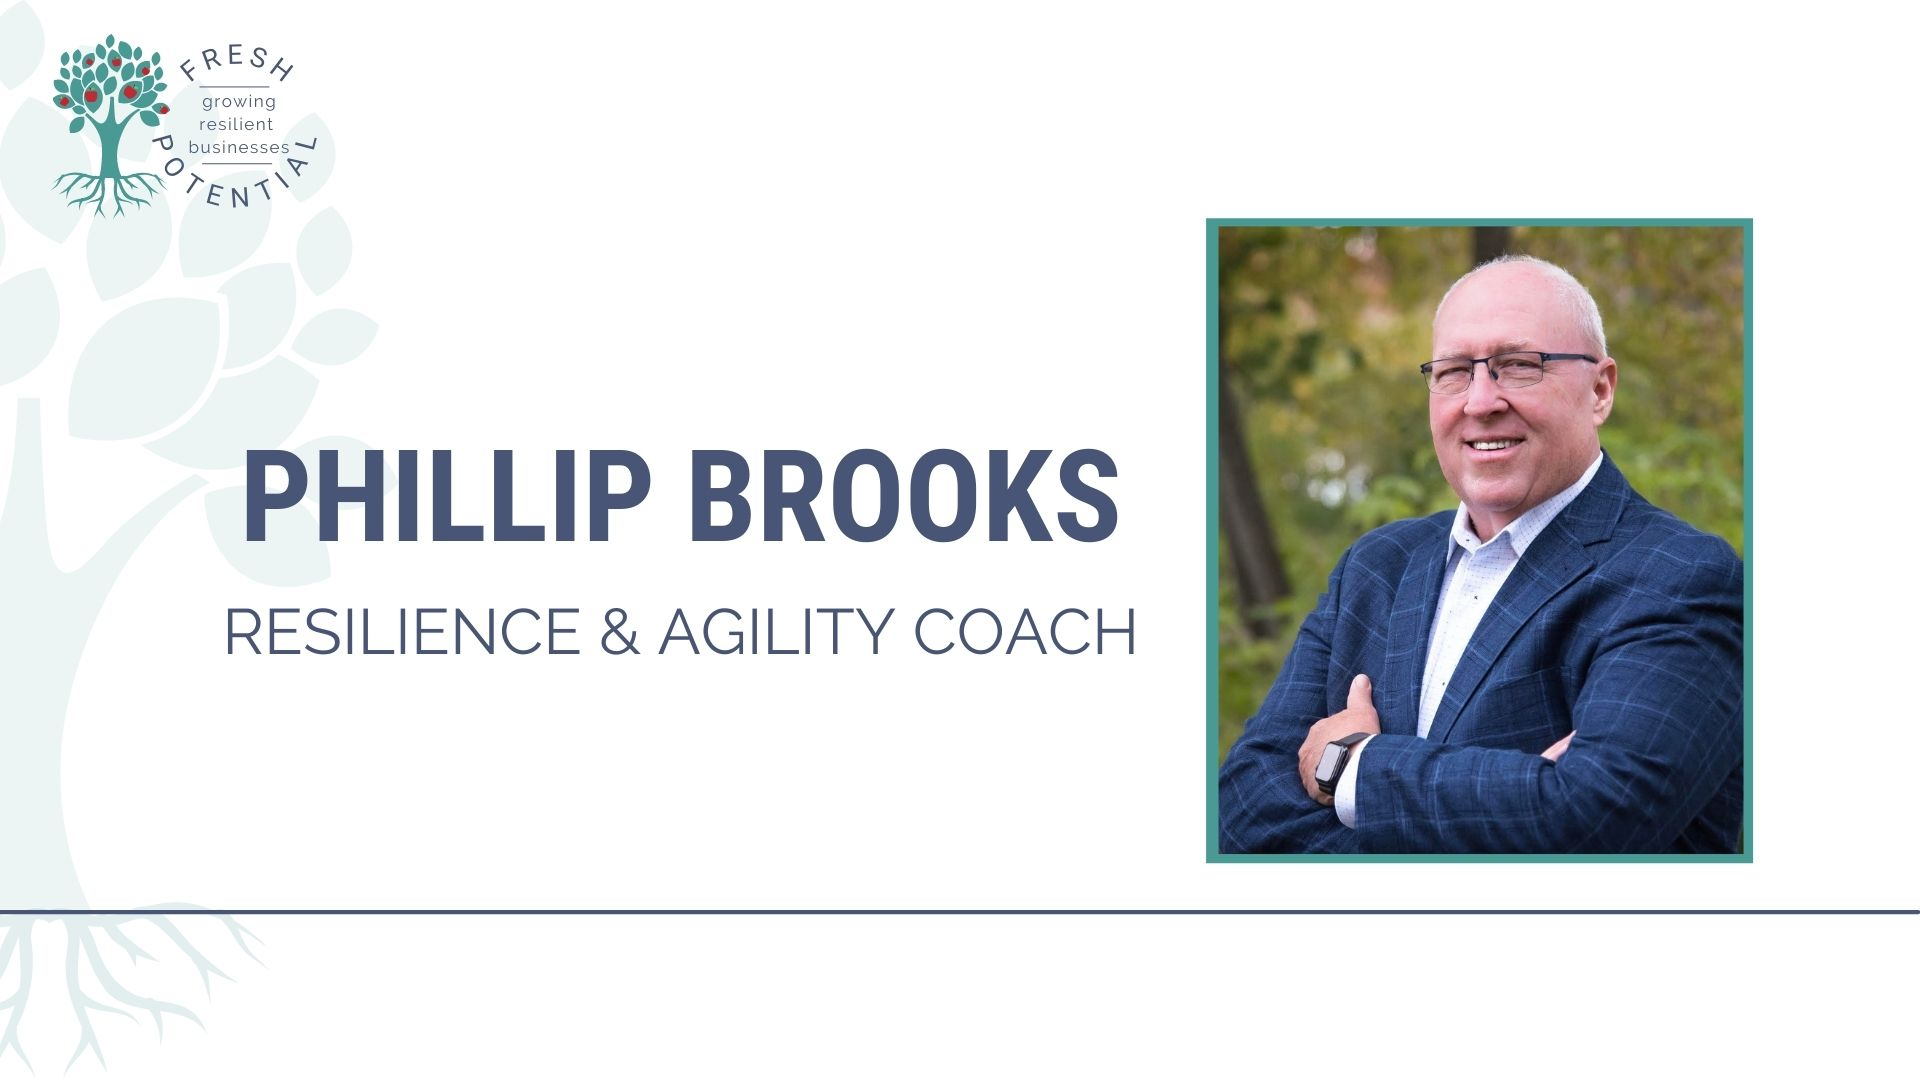 FRESH
growing
resilient
businesses
POTENTIAL
PHILLIP BROOKS
RESILIENCE & AGILITY COACH